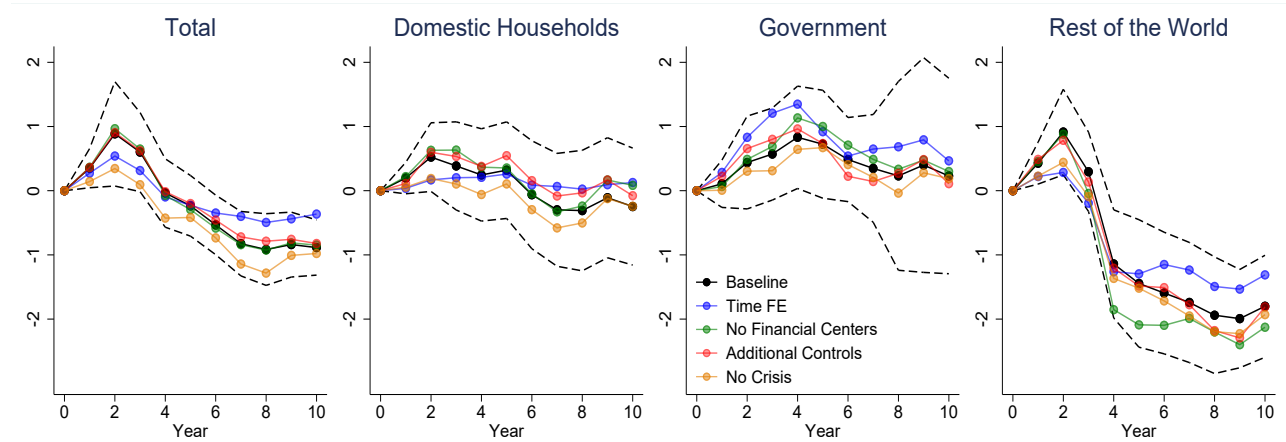 Total
Domestic Households
Government
Rest of the World
2
1
0
-1
-2
0 2 4 6 8 10
Year
2
1
0
-1
-2
0 2 4 6 8 10
Year
2
1
0
-1
-2
Baseline
Time FE
No Financial Centers
Additional Controls
No Crisis
0 2 4 6 8 10
Year
2
1
0
-1
-2
0 2 4 6 8 10
Year